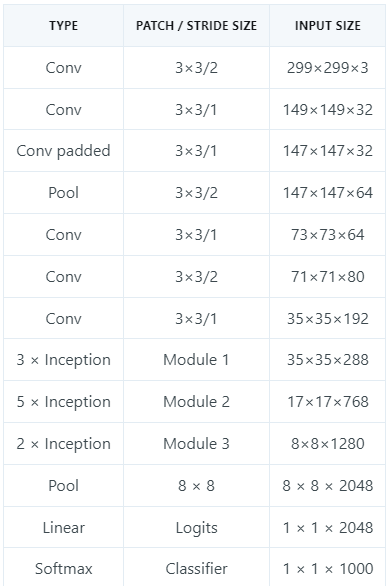 TYPE PATCH / STRIDE SIZE INPUT SIZE
Conv 3×3/2 299×299×3
Conv 3×3/1 149×149×32
Conv padded 3×3/1 147×147×32
Pool 3×3/2 147×147×64
Conv 3×3/1 73×73×64
Conv 3×3/2 71×71×80
Conv 3×3/1 35×35×192
3 × Inception Module 1 35×35×288
5 × Inception Module 2 17×17×768
2 × Inception Module 3 8×8×1280
Pool 8 × 8 8 × 8 × 2048
Linear Logits 1 × 1 × 2048
Softmax Classifier 1 × 1 × 1000